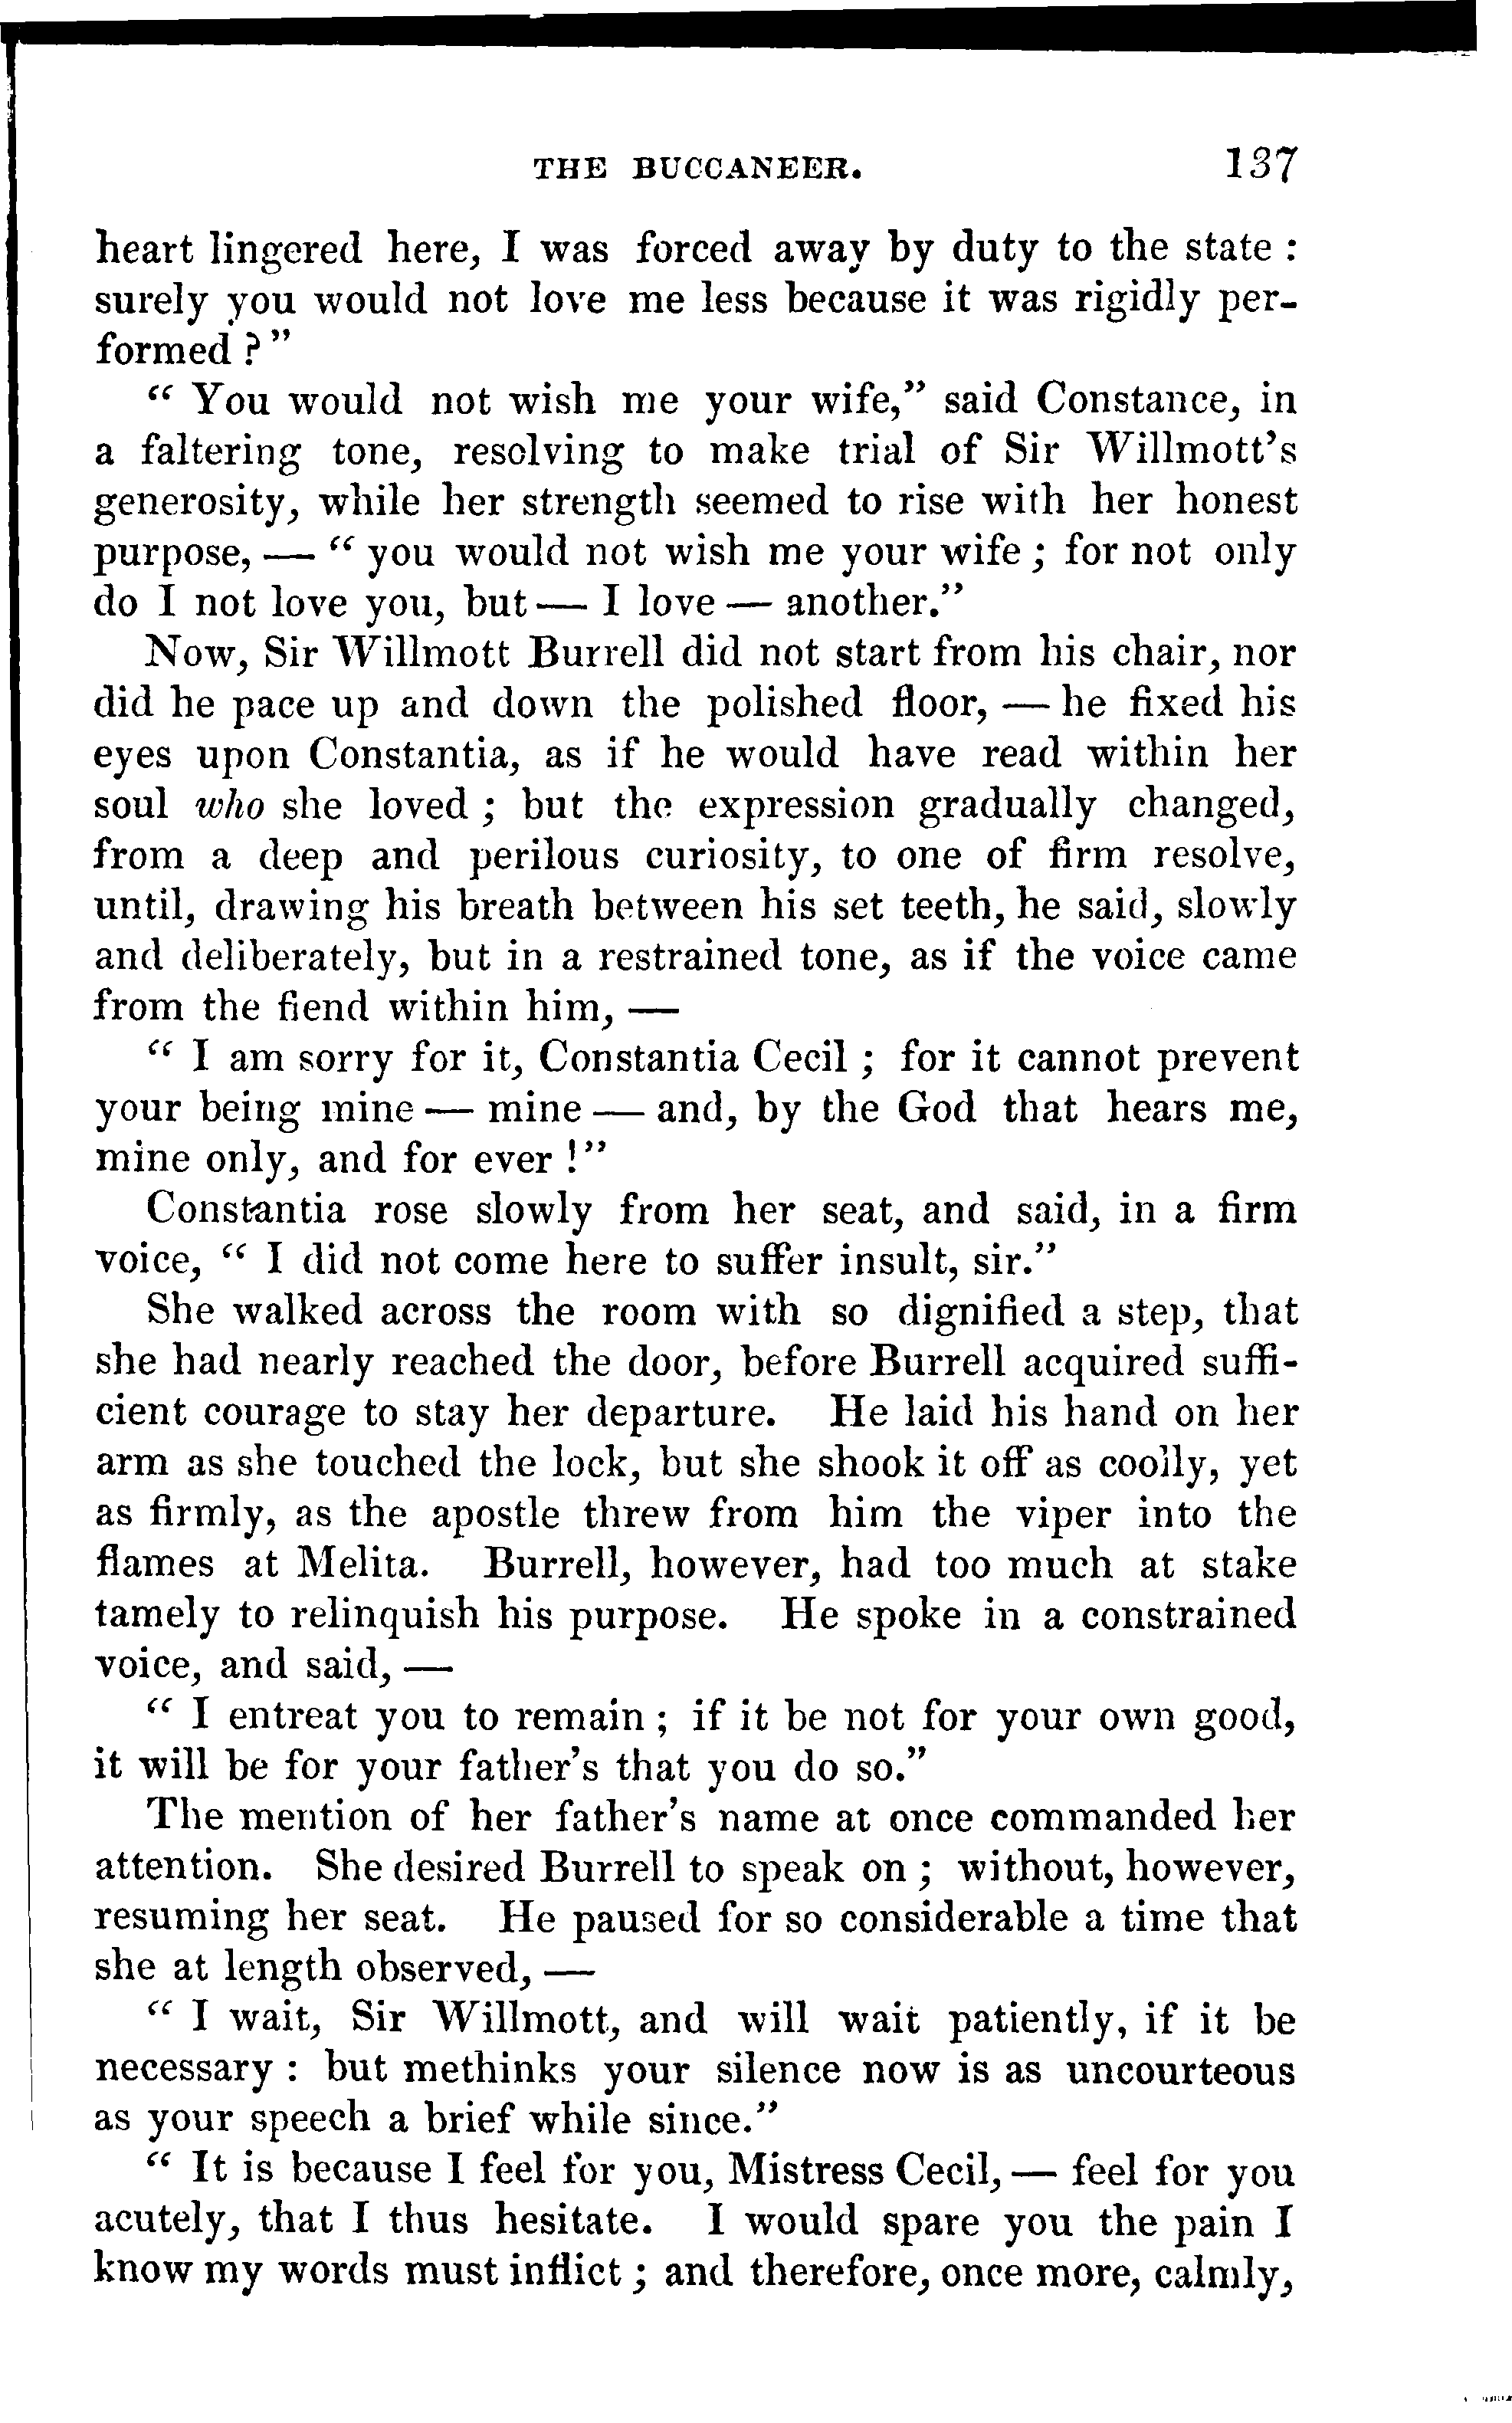 THE BUCCANEER. 137
heart lingered here, I was forced away by duty to the state :
surely you would not love me less because it was rigidly per-
formed ? ”
“ You would not wish me your wife,” said Constance, in
a faltering tone, resolving to make trial of Sir Willmott’s
generosity, while her strength seemed to rise with her honest
purpose, — “ you would not wish me your wife ; for not only
do I not love you, but — I love — another.”
Now, Sir Willmott Burrell did not start from his chair, nor
did he pace up and down the polished floor, — he fixed his
eyes upon Constantia, as if he would have read within her
soul who she loved ; but the expression gradually changed,
from a deep and perilous curiosity, to one of firm resolve,
until, drawing his breath between his set teeth, he said, slowly
and deliberately, but in a restrained tone, as if the voice came
from the fiend within him, —
“ I am sorry for it, Constantia Cecil ; for it cannot prevent
your being mine — mine — and, by the God that hears me,
mine only, and for ever ! ”
Constantia rose slowly from her seat, and said, in a firm
voice, “ I did not come here to suffer insult, sir.”
She walked across the room with so dignified a step, that
she had nearly reached the door, before Burrell acquired suffi-
cient courage to stay her departure. He laid his hand on her
arm as she touched the lock, but she shook it off as coolly, yet
as firmly, as the apostle threw from him the viper into the
flames at Melita. Burrell, however, had too much at stake
tamely to relinquish his purpose. He spoke in a constrained
voice, and said, —
“ I entreat you to remain ; if it be not for your own good,
it will be for your father’s that you do so.”
The mention of her father’s name at once commanded her
attention. She desired Burrell to speak on ; without, however,
resuming her seat. He paused for so considerable a time that
she at length observed, —
“ I wait, Sir Willmott, and will wait patiently, if it be
necessary : but methinks your silence now is as uncourteous
as your speech a brief while since.”
“ It is because I feel for you, Mistress Cecil, — feel for you
acutely, that I thus hesitate. I would spare you the pain I
know my words must inflict ; and therefore, once more, calmly,